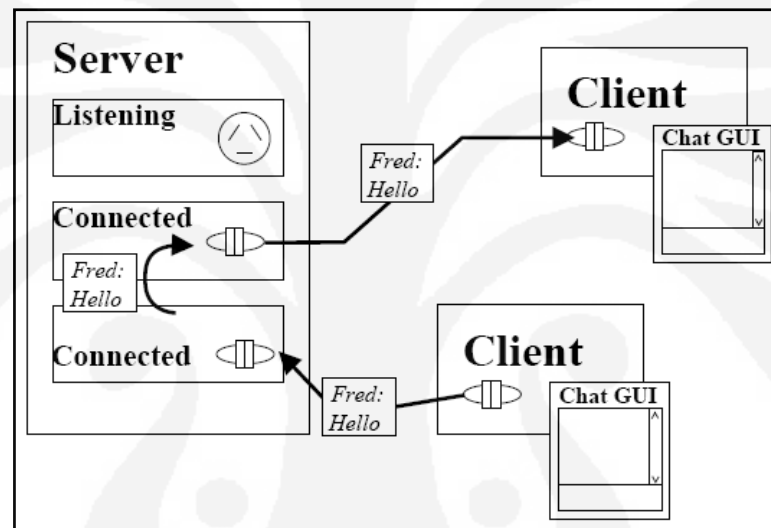 Server
Listening
Connected
Fred:
Hello
Connected
Fred:
Hello
Client
Chat GUI
Fred:
Hello
Client
Chat GUI